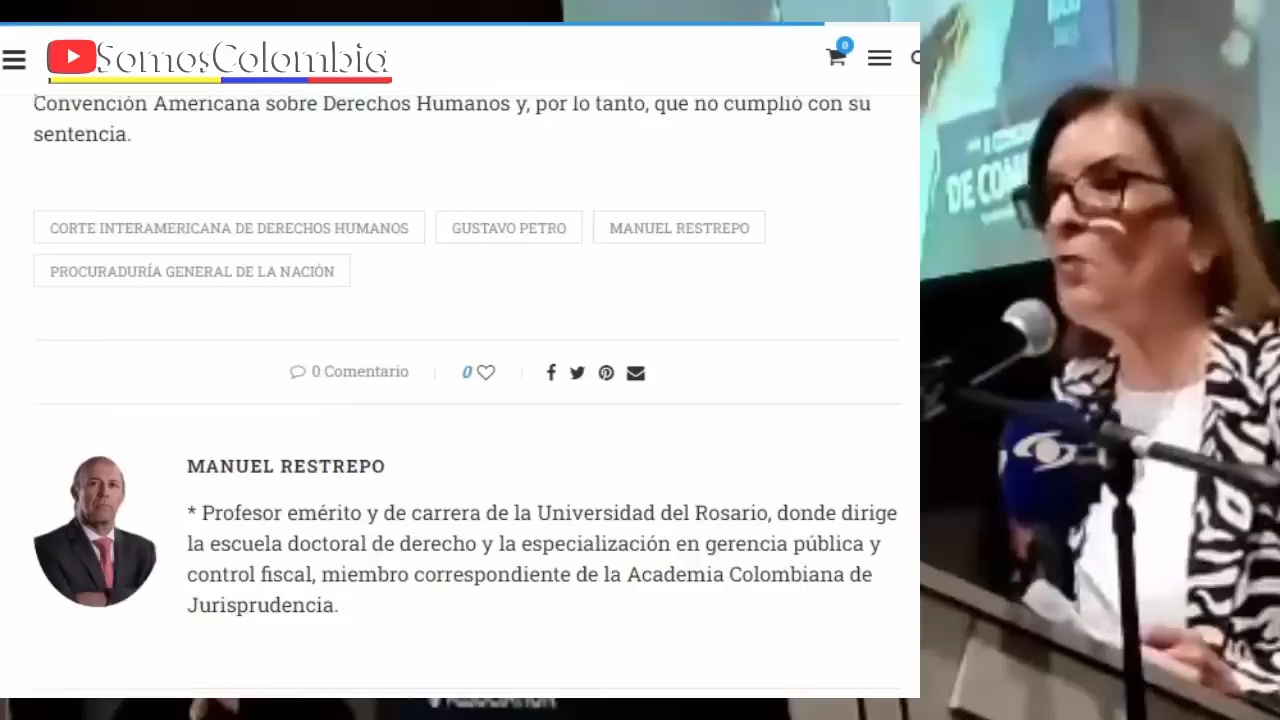 SomosColombia
0
Convención Americana sobre Derechos Humanos y, por lo tanto, que no cumplió con su
sentencia.
CORTE INTERAMERICANA DE DERECHOS HUMANOS
GUSTAVO PETRO
MANUEL RESTREPO
PROCURADURÍA GENERAL DE LA NACIÓN
0 Comentario
0
MANUEL RESTREPO
* Profesor emérito y de carrera de la Universidad del Rosario, donde dirige
la escuela doctoral de derecho y la especialización en gerencia pública y
control fiscal, miembro correspondiente de la Academia Colombiana de
Jurisprudencia.